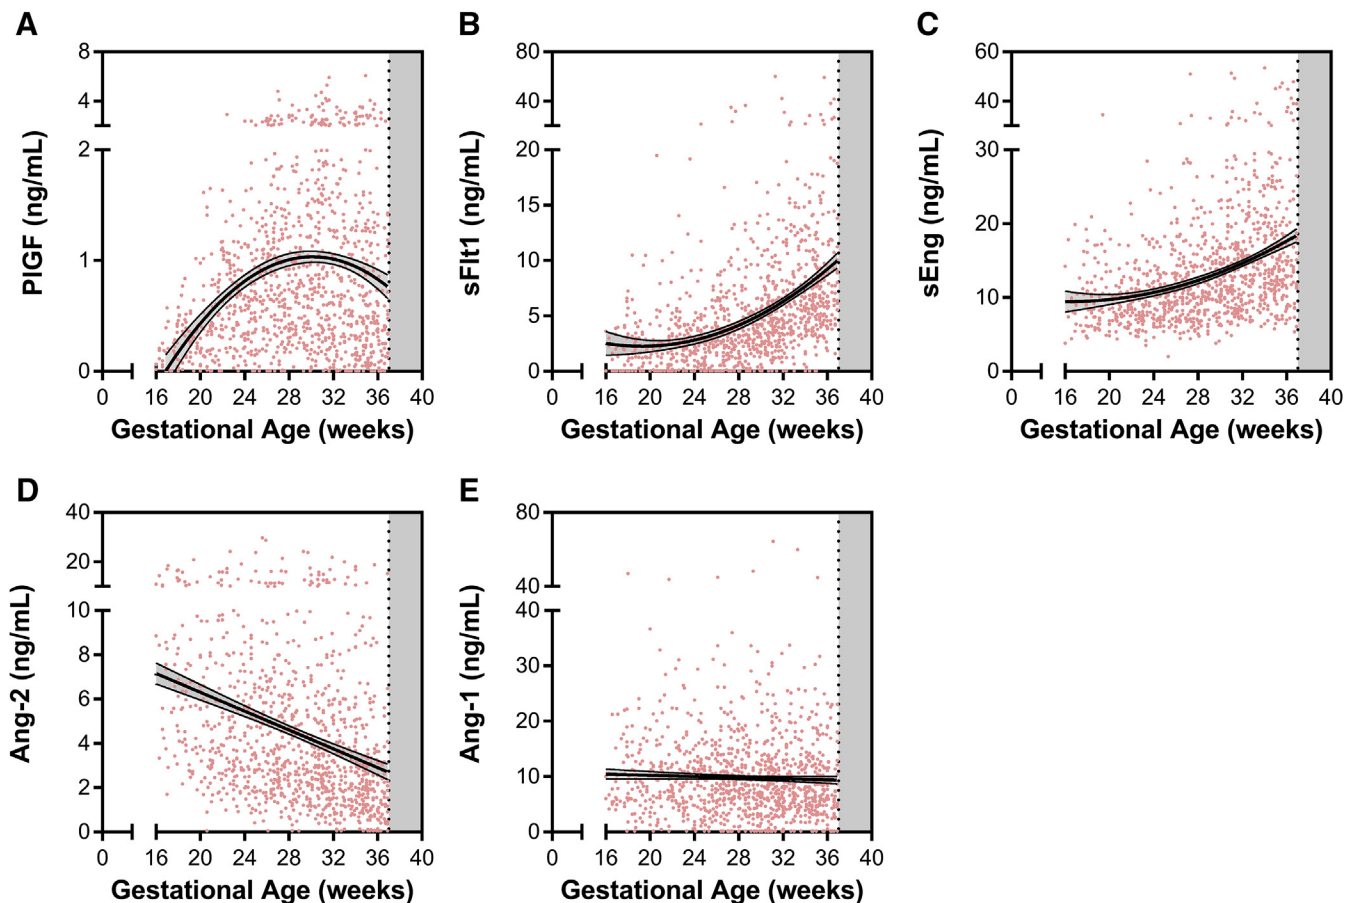 A
B
C
PlGF (ng/mL)
8
4
2
1
0
0 16 20 24 28 32 36 40
Gestational Age (weeks)
sFlt1 (ng/mL)
80
40
20
15
10
5
0
0 16 20 24 28 32 36 40
Gestational Age (weeks)
sEng (ng/mL)
60
40
30
20
10
0
0 16 20 24 28 32 36 40
Gestational Age (weeks)
D
E
Ang-2 (ng/mL)
40
20
10
8
6
4
2
0
0 16 20 24 28 32 36 40
Gestational Age (weeks)
Ang-1 (ng/mL)
80
40
40
30
20
10
0
0 16 20 24 28 32 36 40
Gestational Age (weeks)